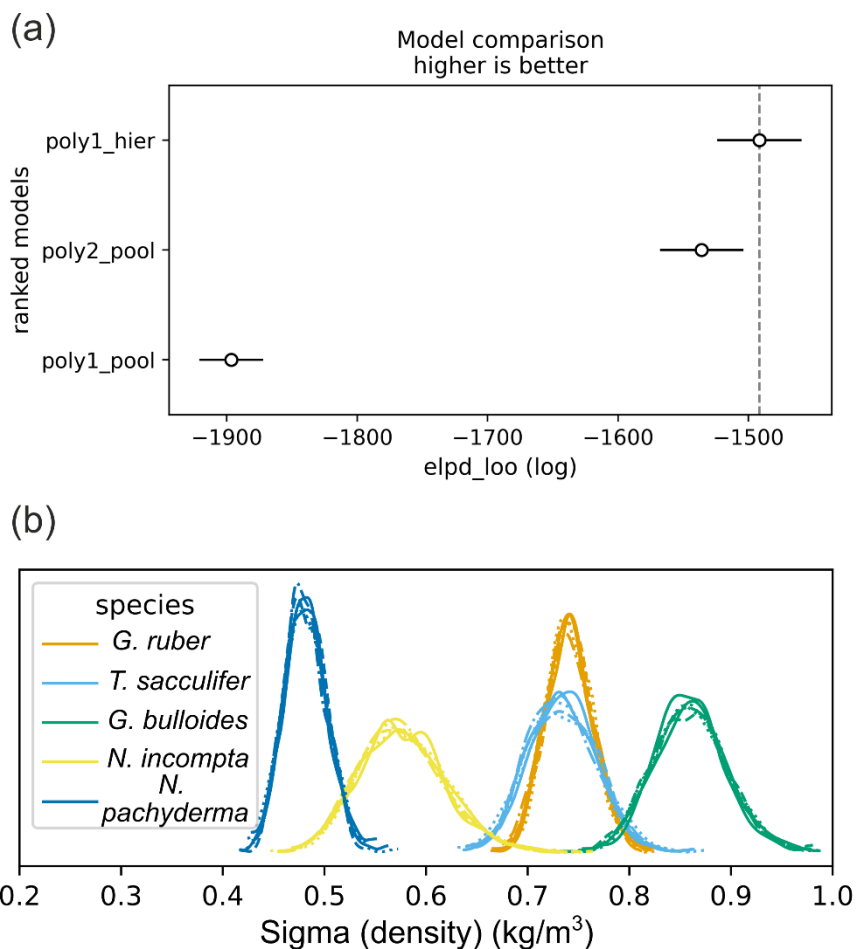 (a)
Model comparison
higher is better
ranked models
poly1_hier
poly2_pool
poly1_pool
−1900 −1800 −1700 −1600 −1500
elpd_loo (log)
(b)
species
G. ruber
T. sacculifer
G. bulloides
N. incompta
N.
pachyderma
0.2 0.3 0.4 0.5 0.6 0.7 0.8 0.9 1.0
Sigma (density) (kg/m³)